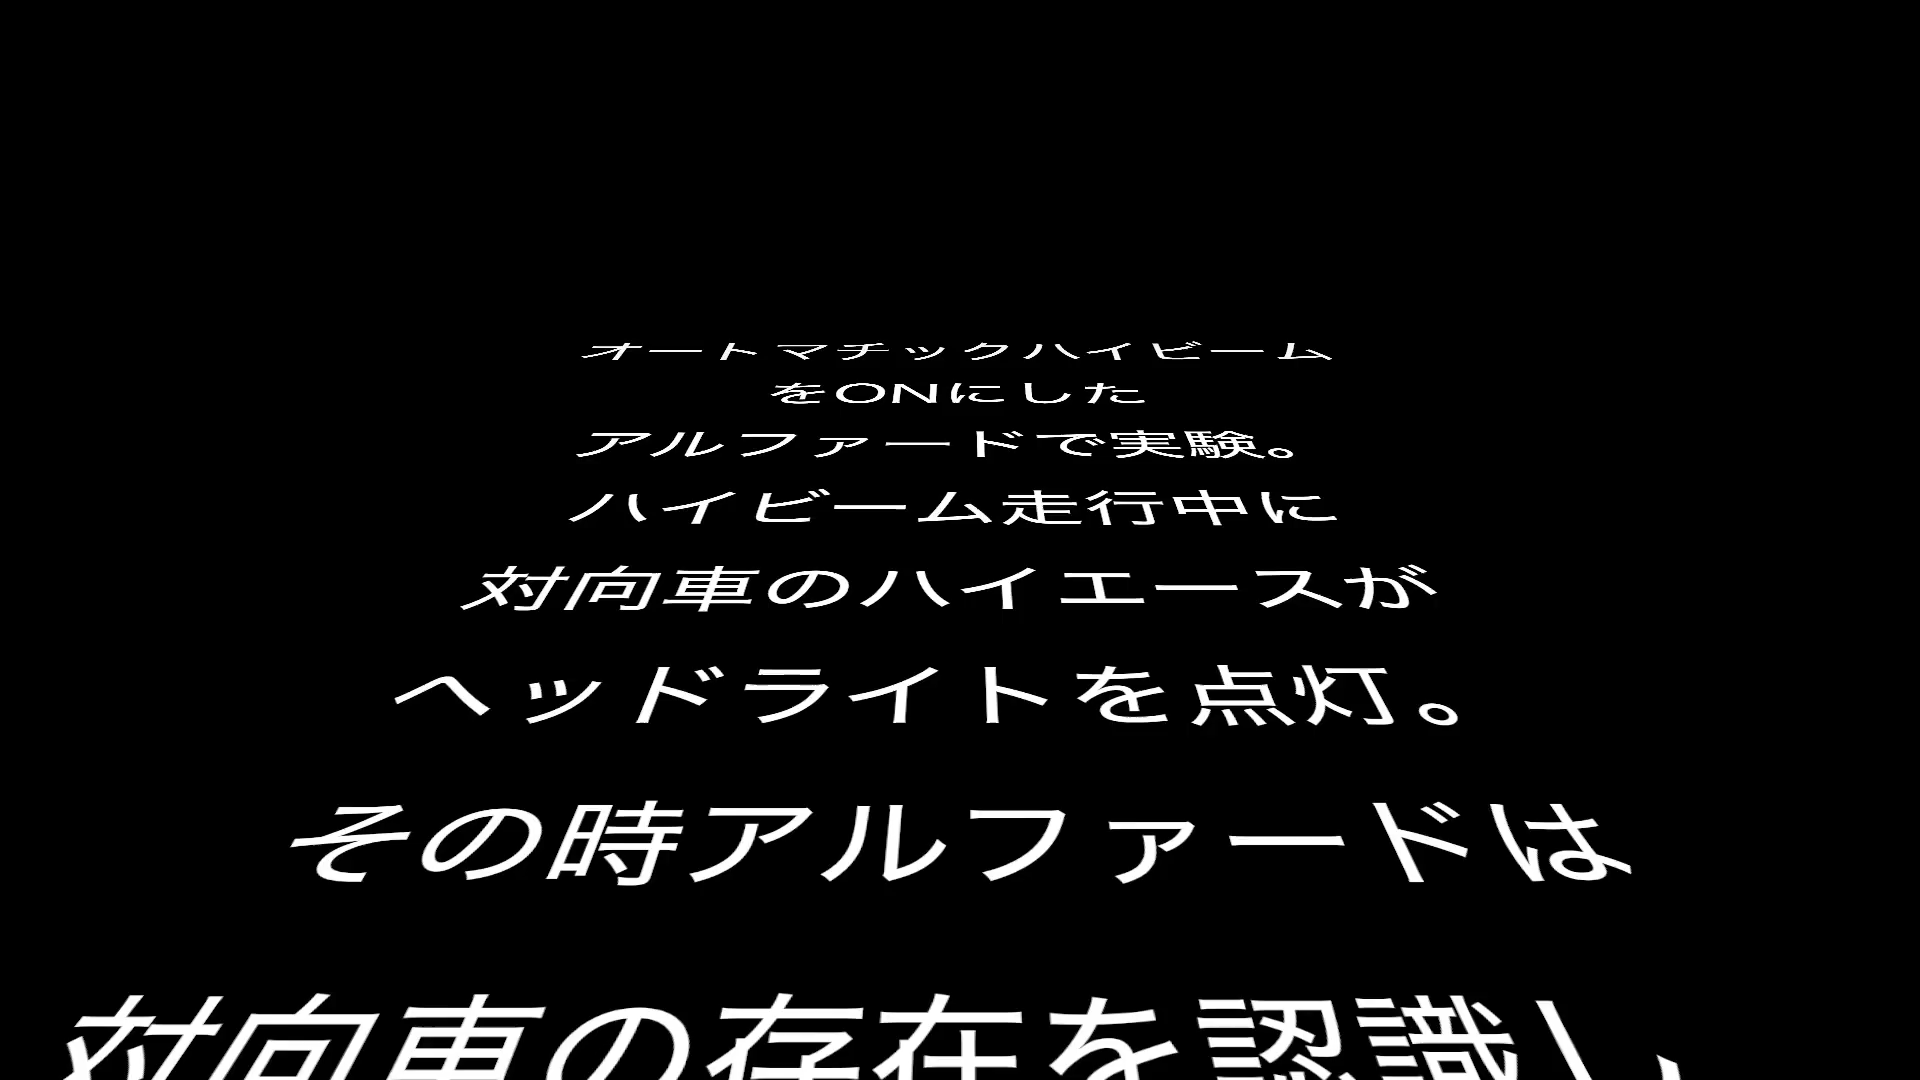 オートマチックハイビーム
をONにした
アルファードで実験。
ハイビーム走行中に
対向車のハイエースが
ヘッドライトを点灯。
その時アルファードは
対向車の存在を認識し